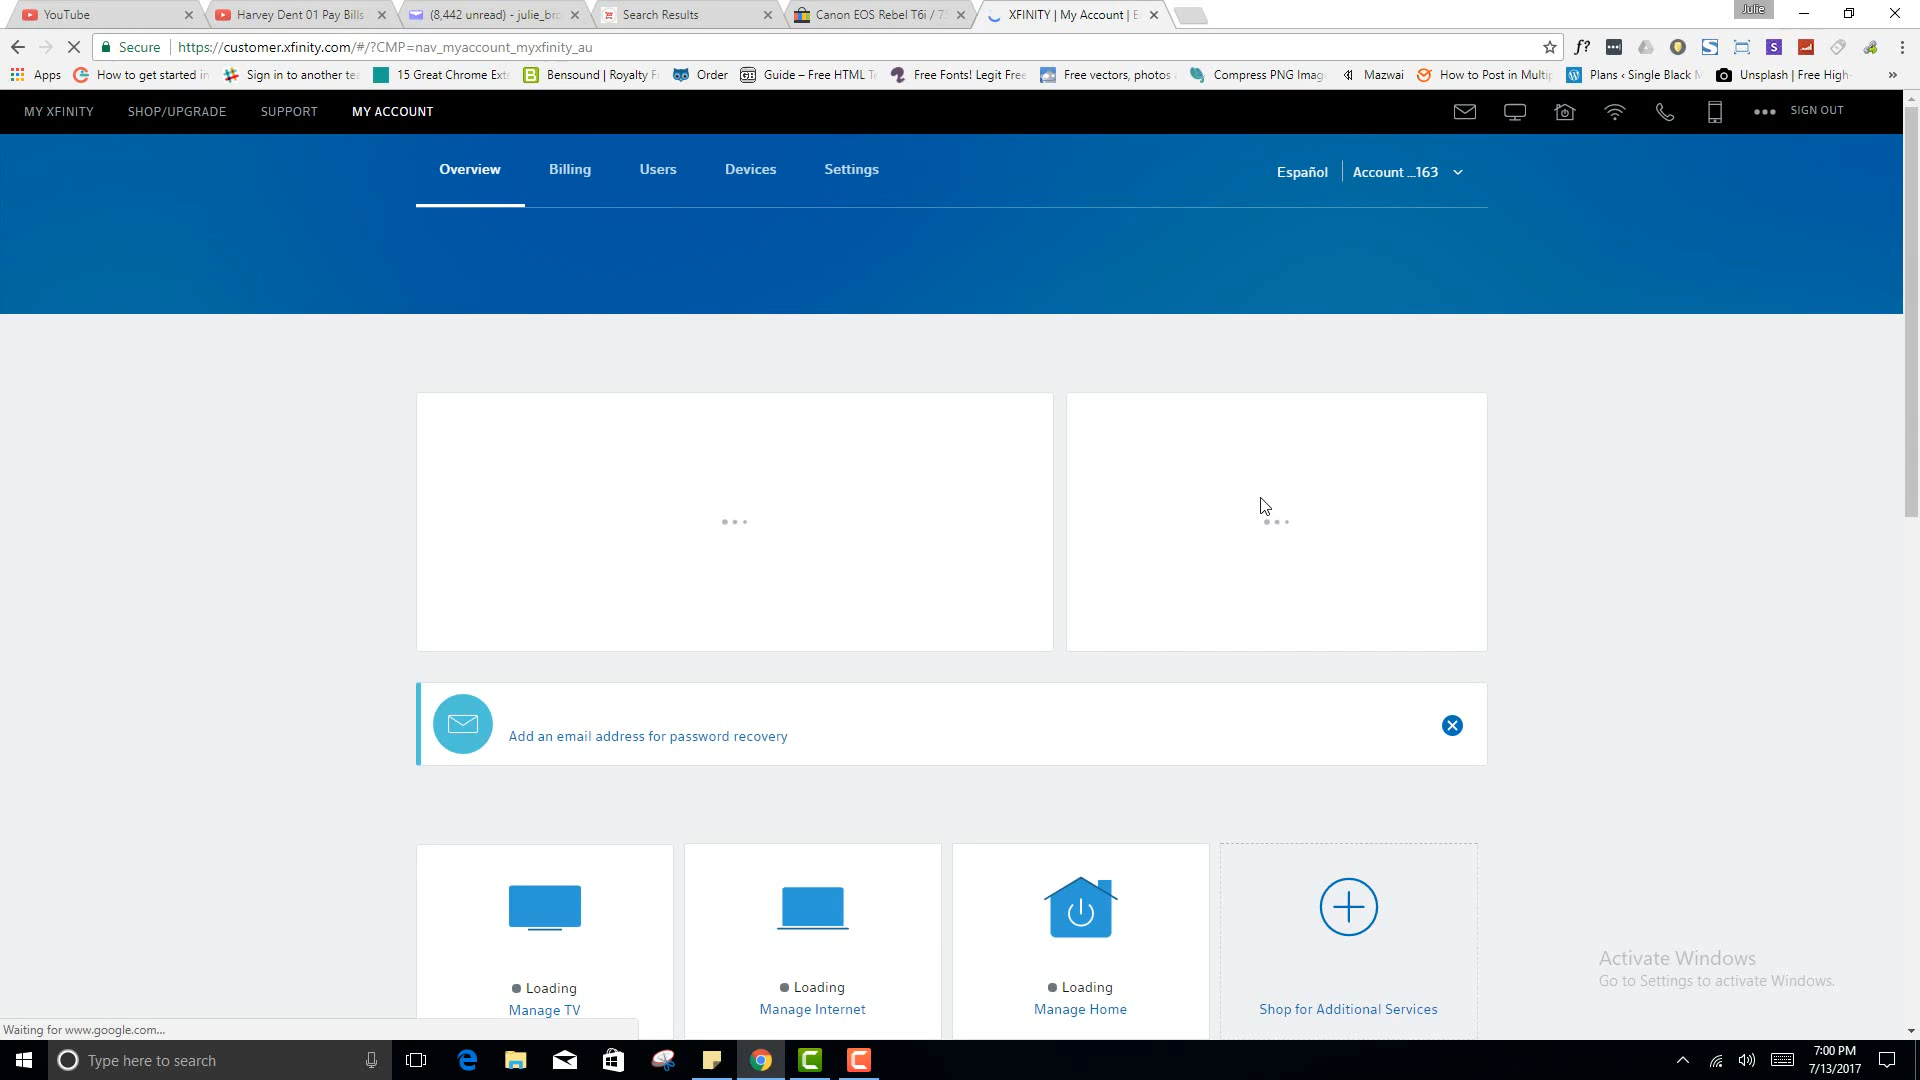 YouTube
Harvey Dent 01 Pay Bills
(8,442 unread) - julie_bro
Search Results
Canon EOS Rebel T6i / 7
XFINITY | My Account | E
Julie
Secure
https://customer.xfinity.com/#/?CMP=nav_myaccount_myxfinity_au
f?
Apps
How to get started in
Sign in to another te
15 Great Chrome Ext
Bensound | Royalty F
Order
Guide – Free HTML T
Free Fonts! Legit Free
Free vectors, photos
Compress PNG Imag
Mazwai
How to Post in Multip
Plans ‹ Single Black M
Unsplash | Free High-
»
MY XFINITY
SHOP/UPGRADE
SUPPORT
MY ACCOUNT
SIGN OUT
Overview
Billing
Users
Devices
Settings
Español
Account ...163
Add an email address for password recovery
Loading
Manage TV
Loading
Manage Internet
Loading
Manage Home
Shop for Additional Services
Activate Windows
Go to Settings to activate Windows.
Waiting for www.google.com...
Type here to search
7:00 PM
7/13/2017